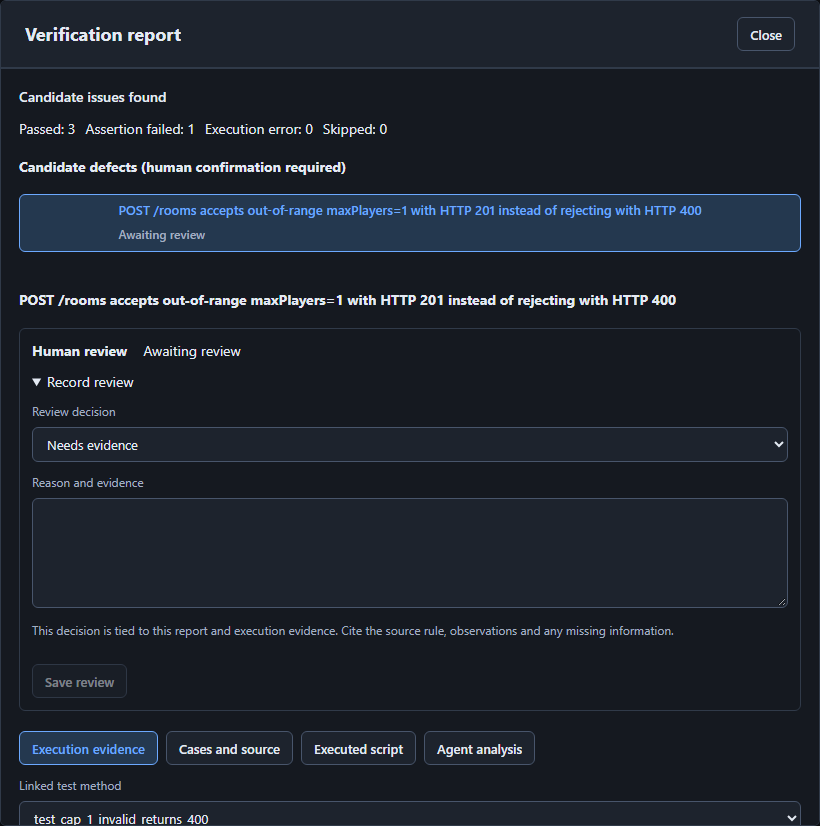 Verification report
Close
Candidate issues found
Passed: 3 Assertion failed: 1 Execution error: 0 Skipped: 0
Candidate defects (human confirmation required)
POST /rooms accepts out-of-range maxPlayers=1 with HTTP 201 instead of rejecting with HTTP 400
Awaiting review
POST /rooms accepts out-of-range maxPlayers=1 with HTTP 201 instead of rejecting with HTTP 400
Human review Awaiting review
▼ Record review
Review decision
Needs evidence
Reason and evidence
This decision is tied to this report and execution evidence. Cite the source rule, observations and any missing information.
Save review
Execution evidence Cases and source Executed script Agent analysis
Linked test method
test_cap_1_invalid_returns_400